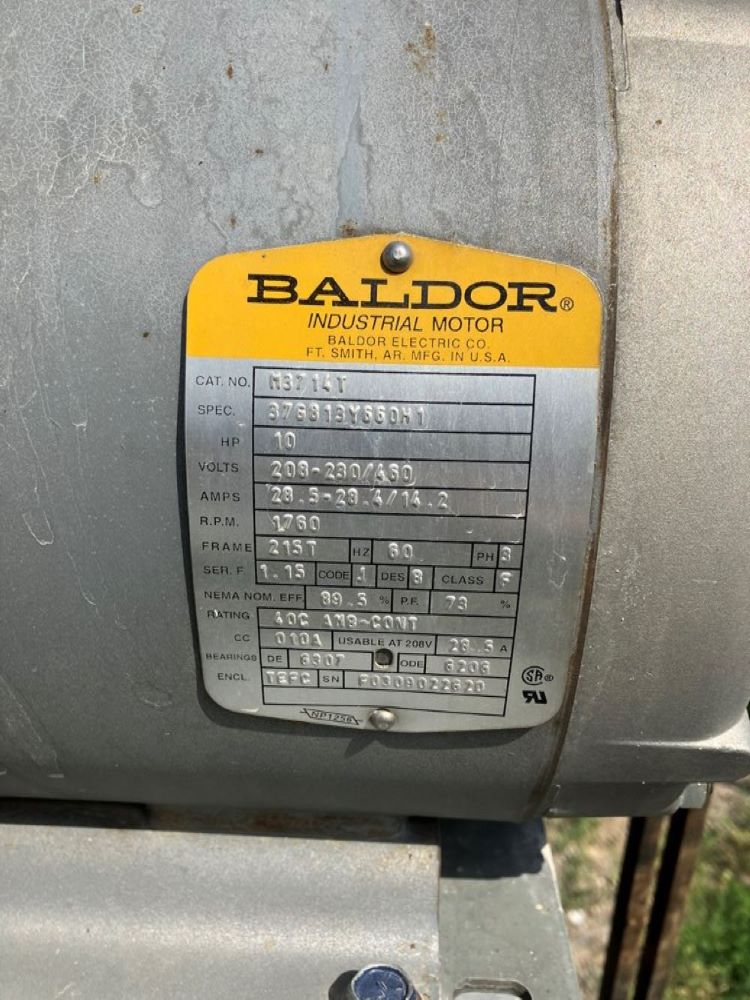 BALDOR®
INDUSTRIAL MOTOR
BALDOR ELECTRIC CO.
FT. SMITH, AR. MFG. IN U.S.A.
CAT. NO. M3714T
SPEC. 37G813Y660H1
HP 10
VOLTS 208-230/460
AMPS 28.5-28.4/14.2
R.P.M. 1760
FRAME 215T HZ 60 PH 3
SER. F. 1.15 CODE J DES B CLASS F
NEMA NOM. EFF. 89.5 % P.F. 73 %
RATING 40C AMB-CONT
CC 010A USABLE AT 208V 28.5 A
BEARINGS DE 6307 ODE 6206
ENCL. TEFC SN F0309022620
NP1256